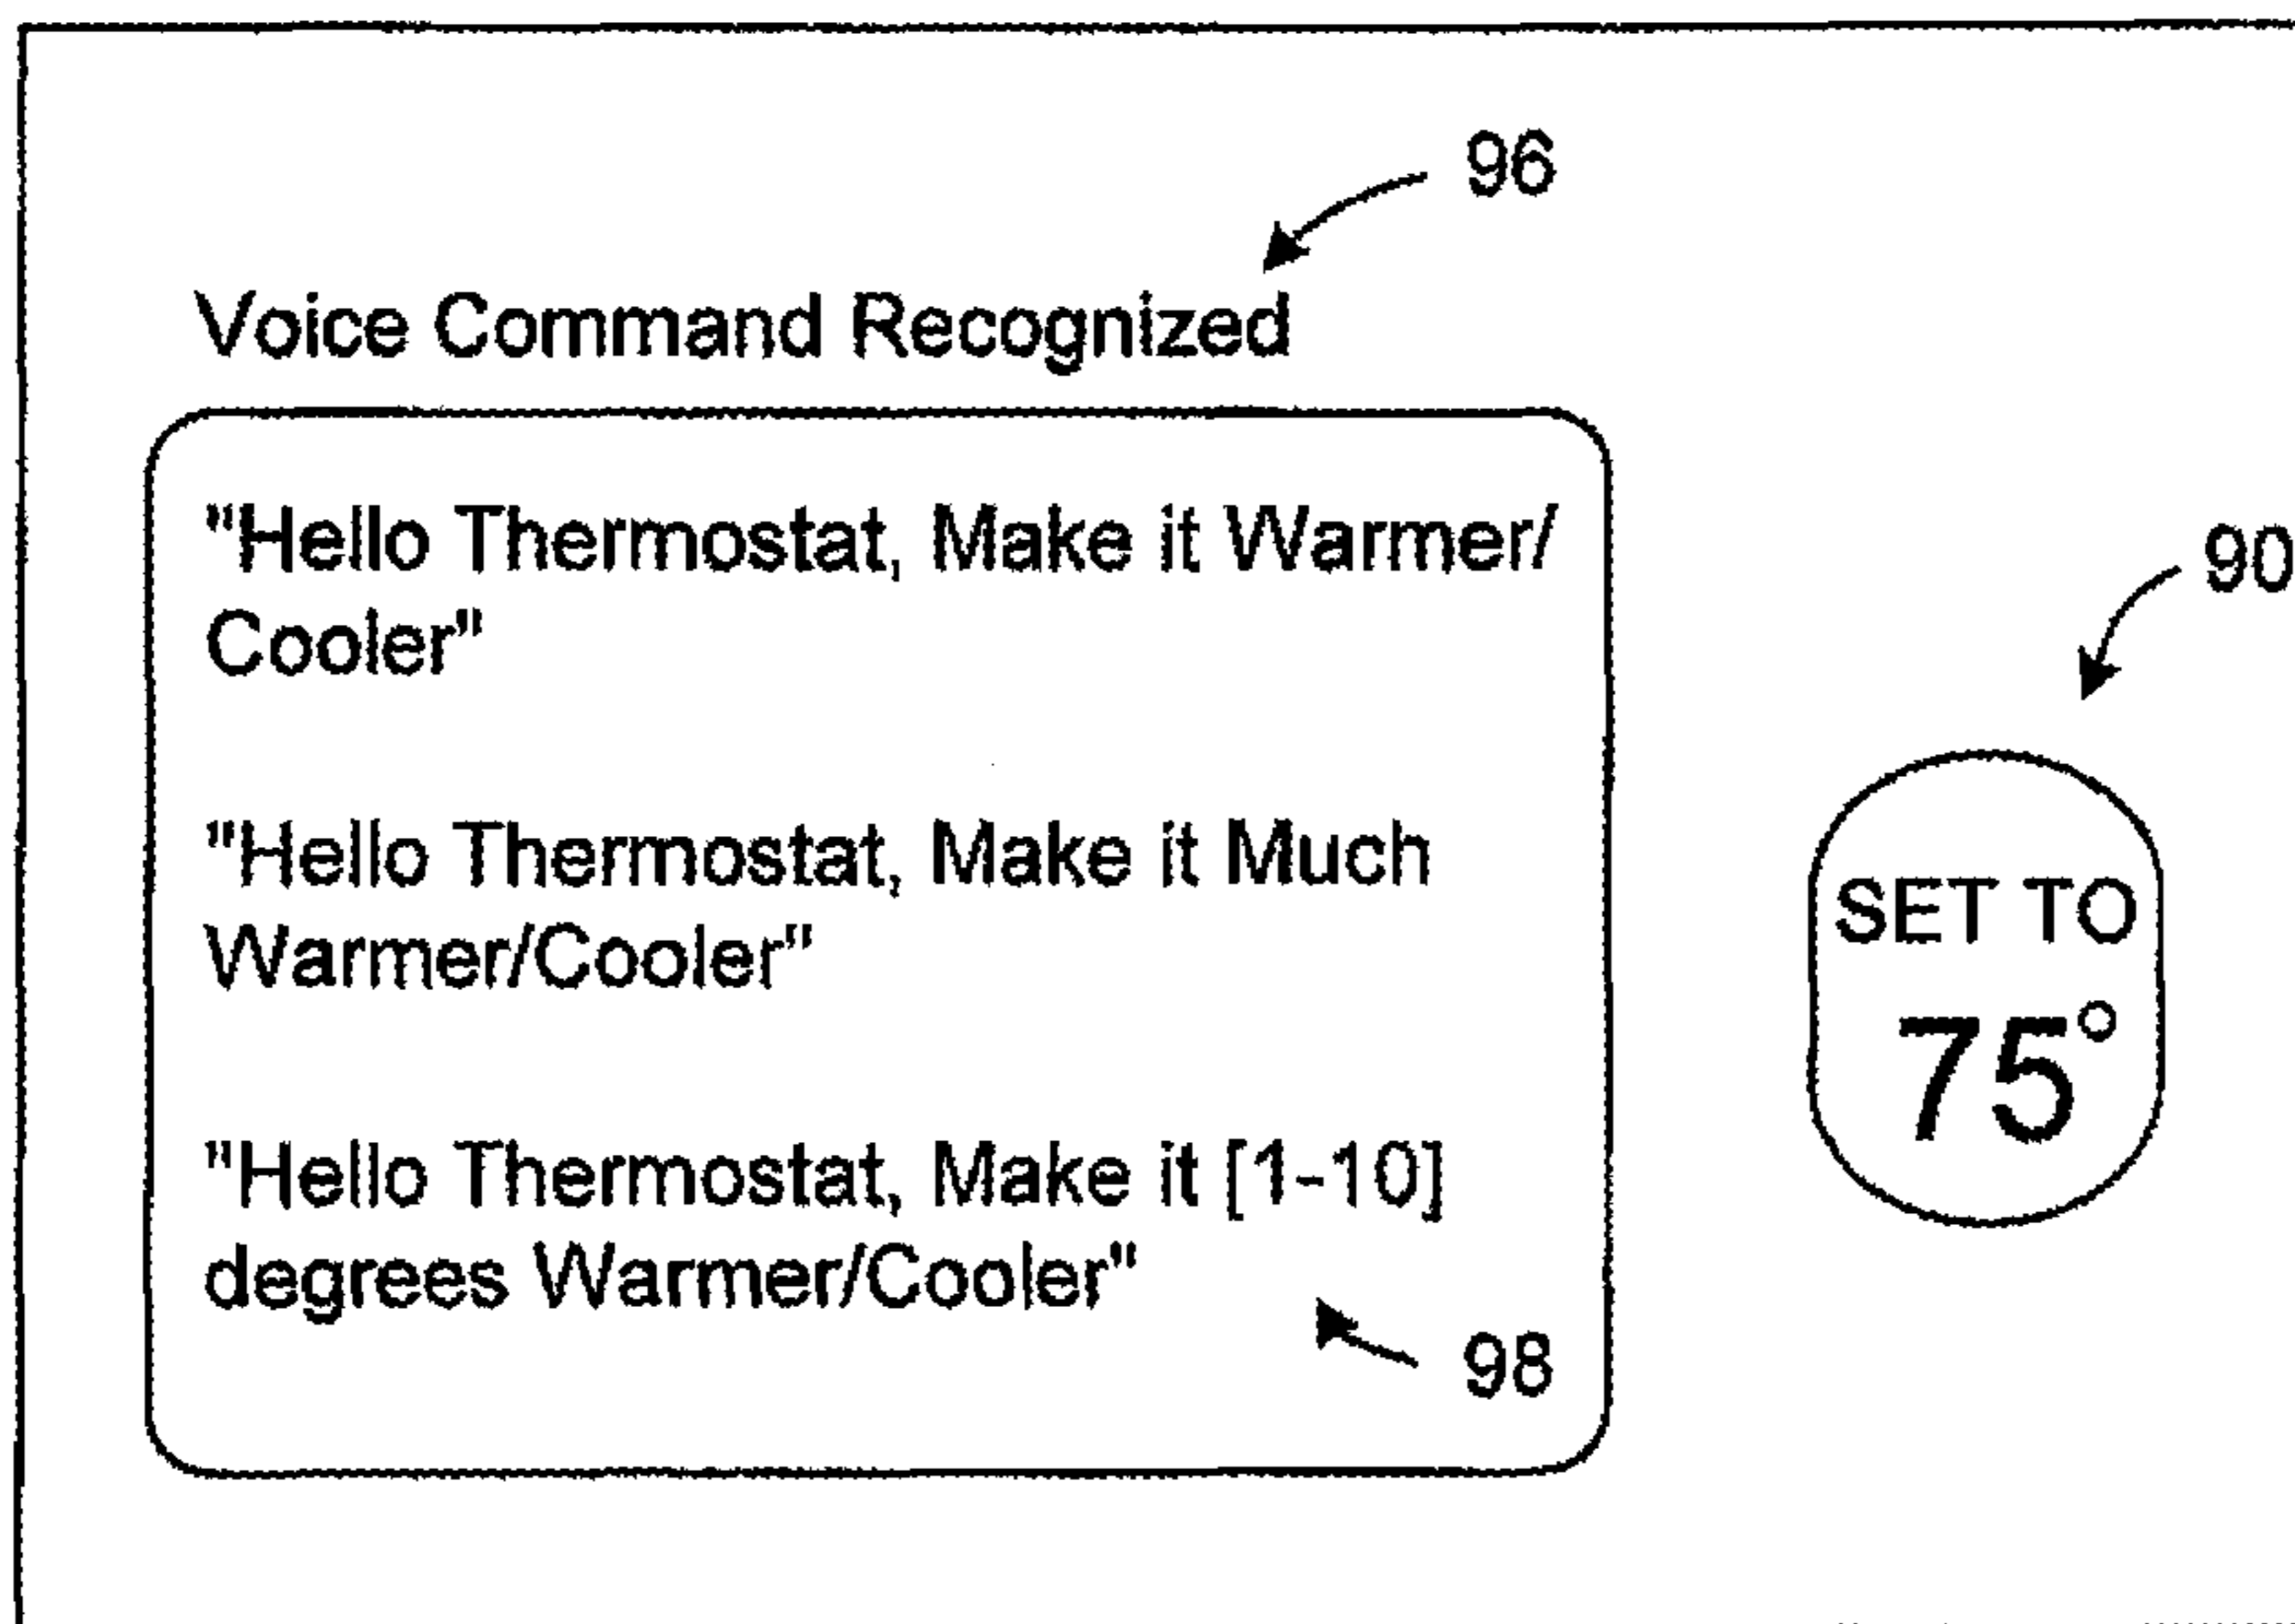 96
Voice Command Recognized
"Hello Thermostat, Make it Warmer/
Cooler"
"Hello Thermostat, Make it Much
Warmer/Cooler"
"Hello Thermostat, Make it [1-10]
degrees Warmer/Cooler"
98
90
SET TO
75°